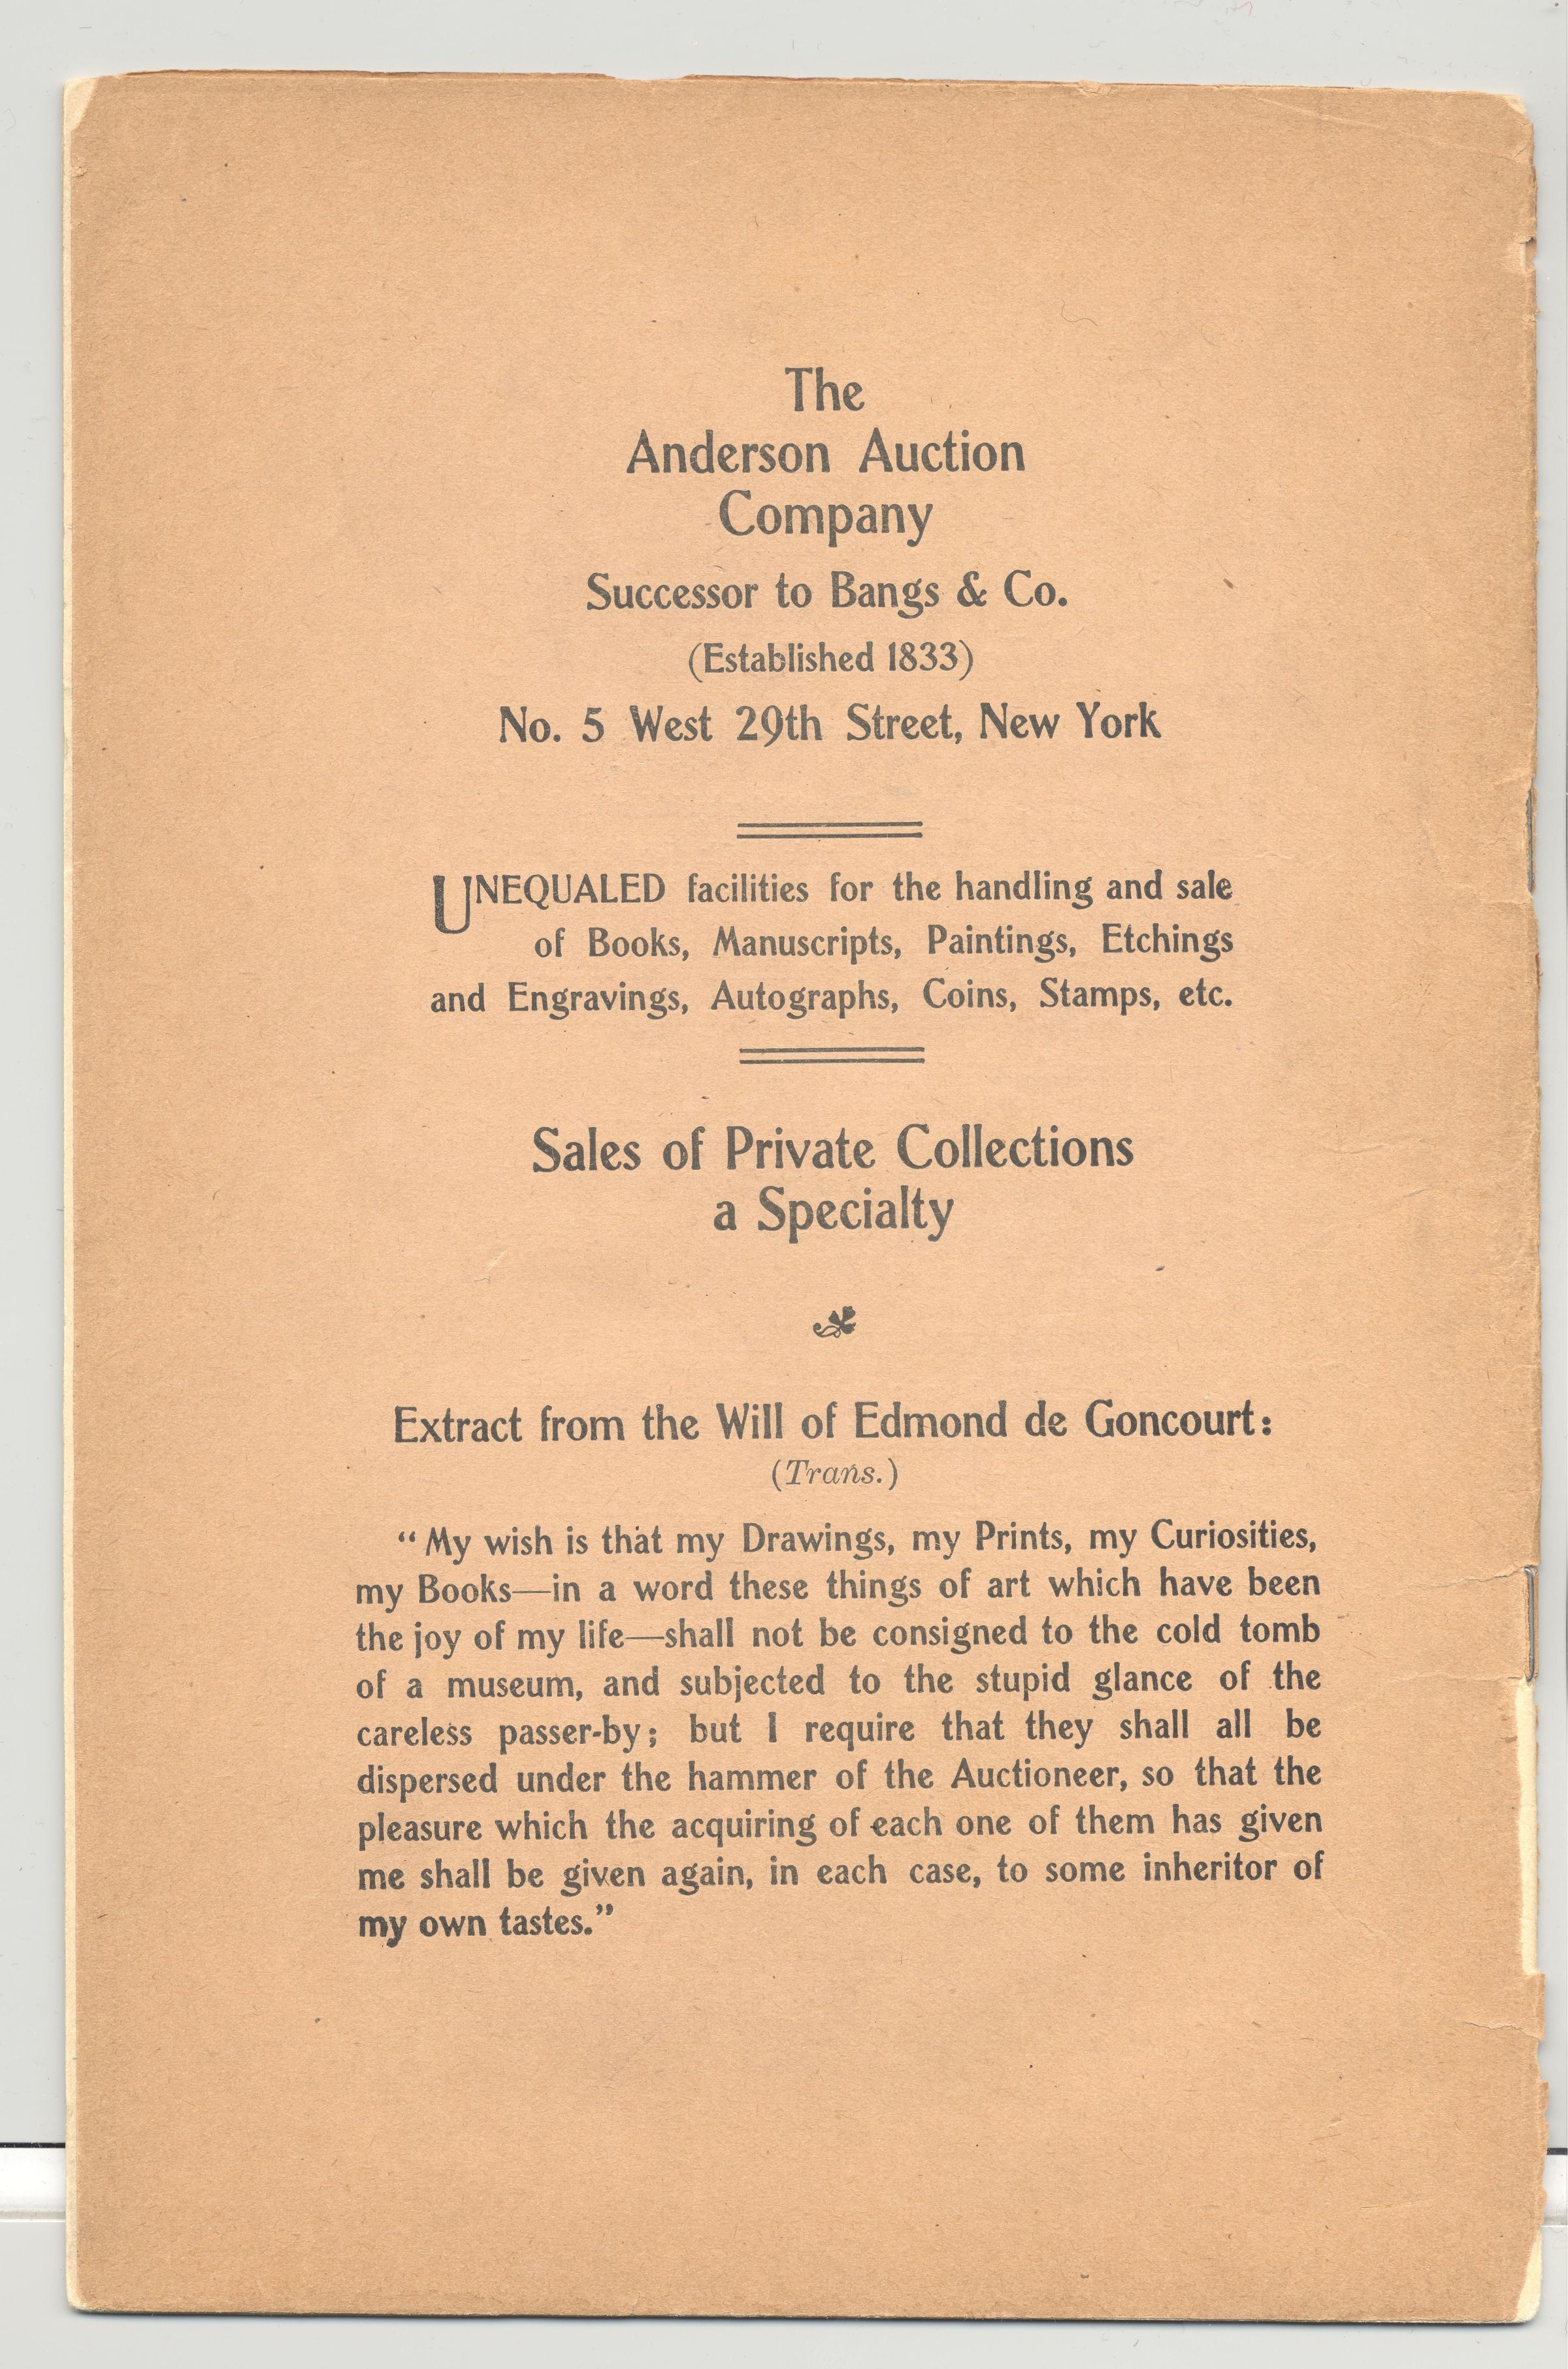 The
Anderson Auction
Company
Successor to Bangs & Co.
(Established 1833)
No. 5 West 29th Street, New York
UNEQUALED facilities for the handling and sale
of Books, Manuscripts, Paintings, Etchings
and Engravings, Autographs, Coins, Stamps, etc.
Sales of Private Collections
a Specialty
Extract from the Will of Edmond de Goncourt:
(Trans.)
“My wish is that my Drawings, my Prints, my Curiosities,
my Books—in a word these things of art which have been
the joy of my life—shall not be consigned to the cold tomb
of a museum, and subjected to the stupid glance of the
careless passer-by; but I require that they shall all be
dispersed under the hammer of the Auctioneer, so that the
pleasure which the acquiring of each one of them has given
me shall be given again, in each case, to some inheritor of
my own tastes.”